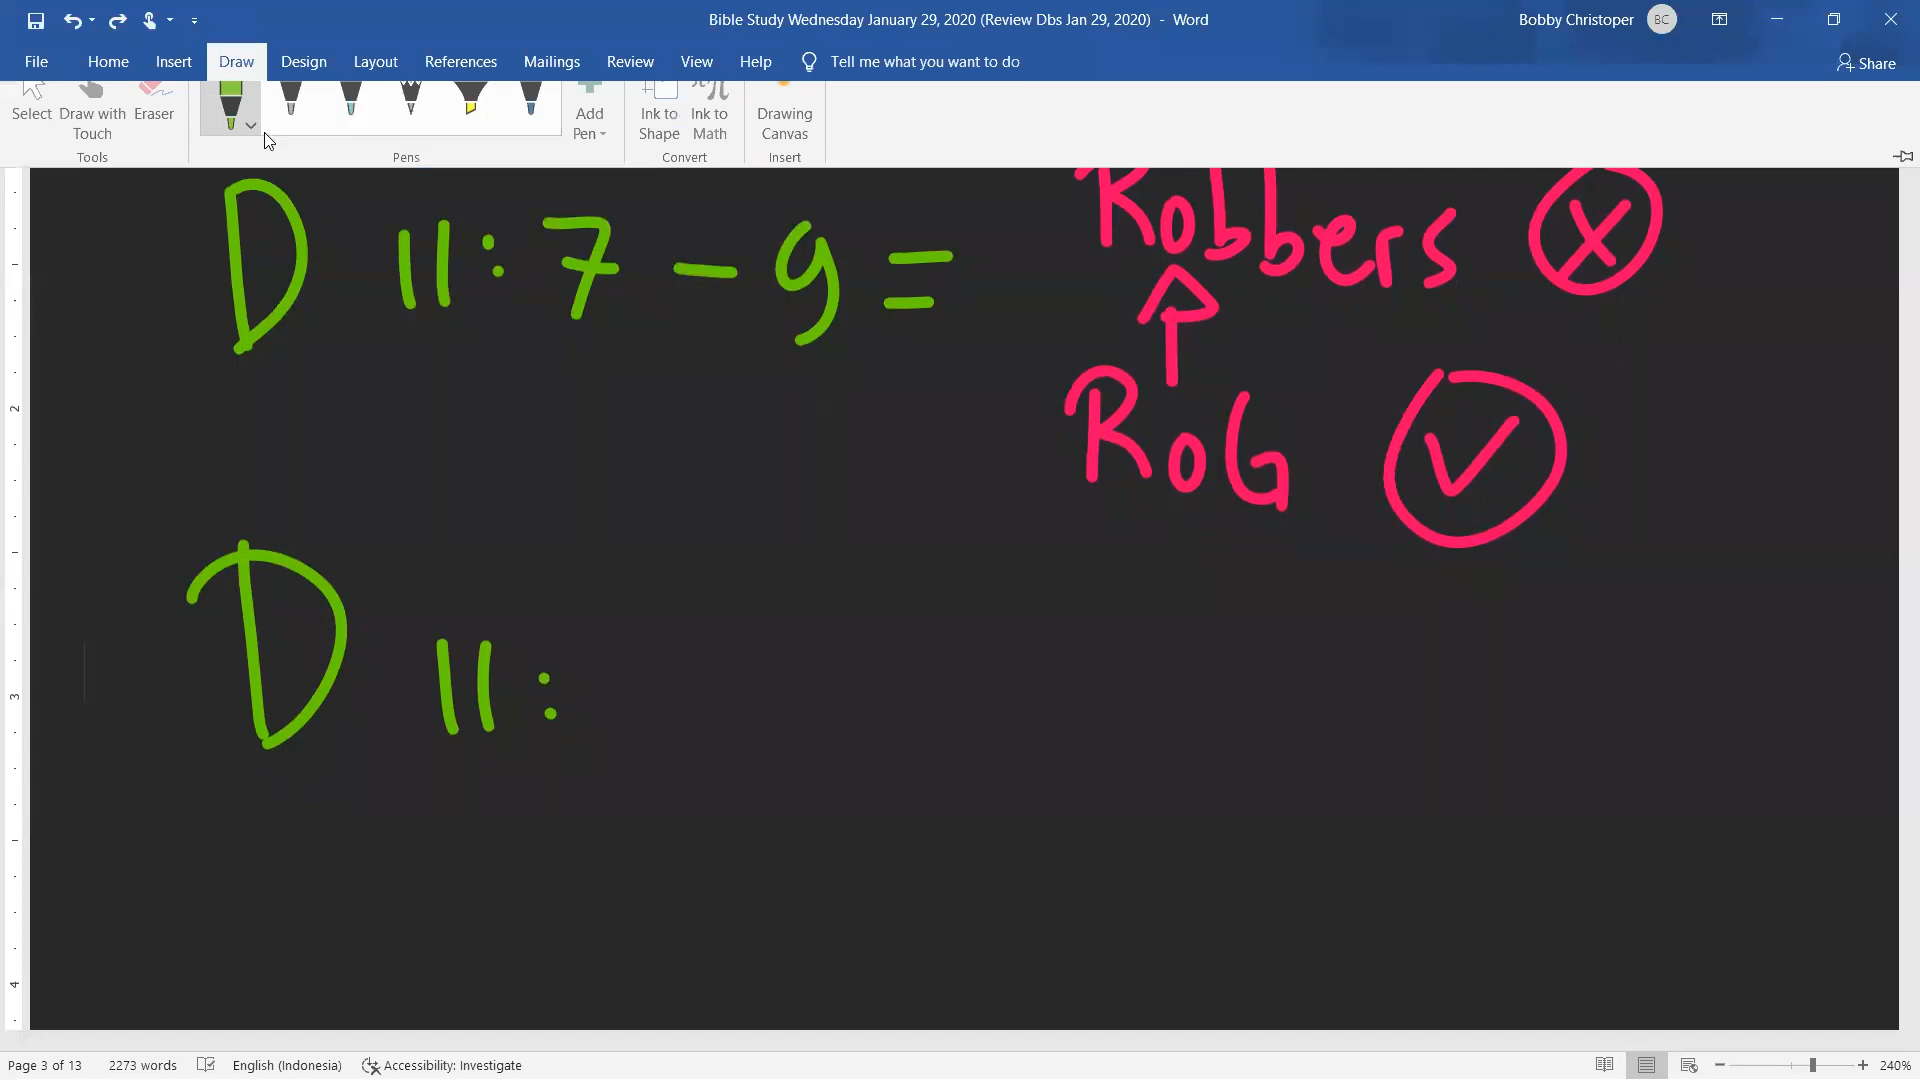 Bible Study Wednesday January 29, 2020 (Review Dbs Jan 29, 2020) - Word
Bobby Christoper BC
File Home Insert Draw Design Layout References Mailings Review View Help Tell me what you want to do Share
Select Draw with Touch Eraser Add Pen Ink to Shape Ink to Math Drawing Canvas
Tools Pens Convert Insert
D 11:7 - 9 = Robbers X
RoG
D 11:
2
3
4
Page 3 of 13 2273 words English (Indonesia) Accessibility: Investigate 240%